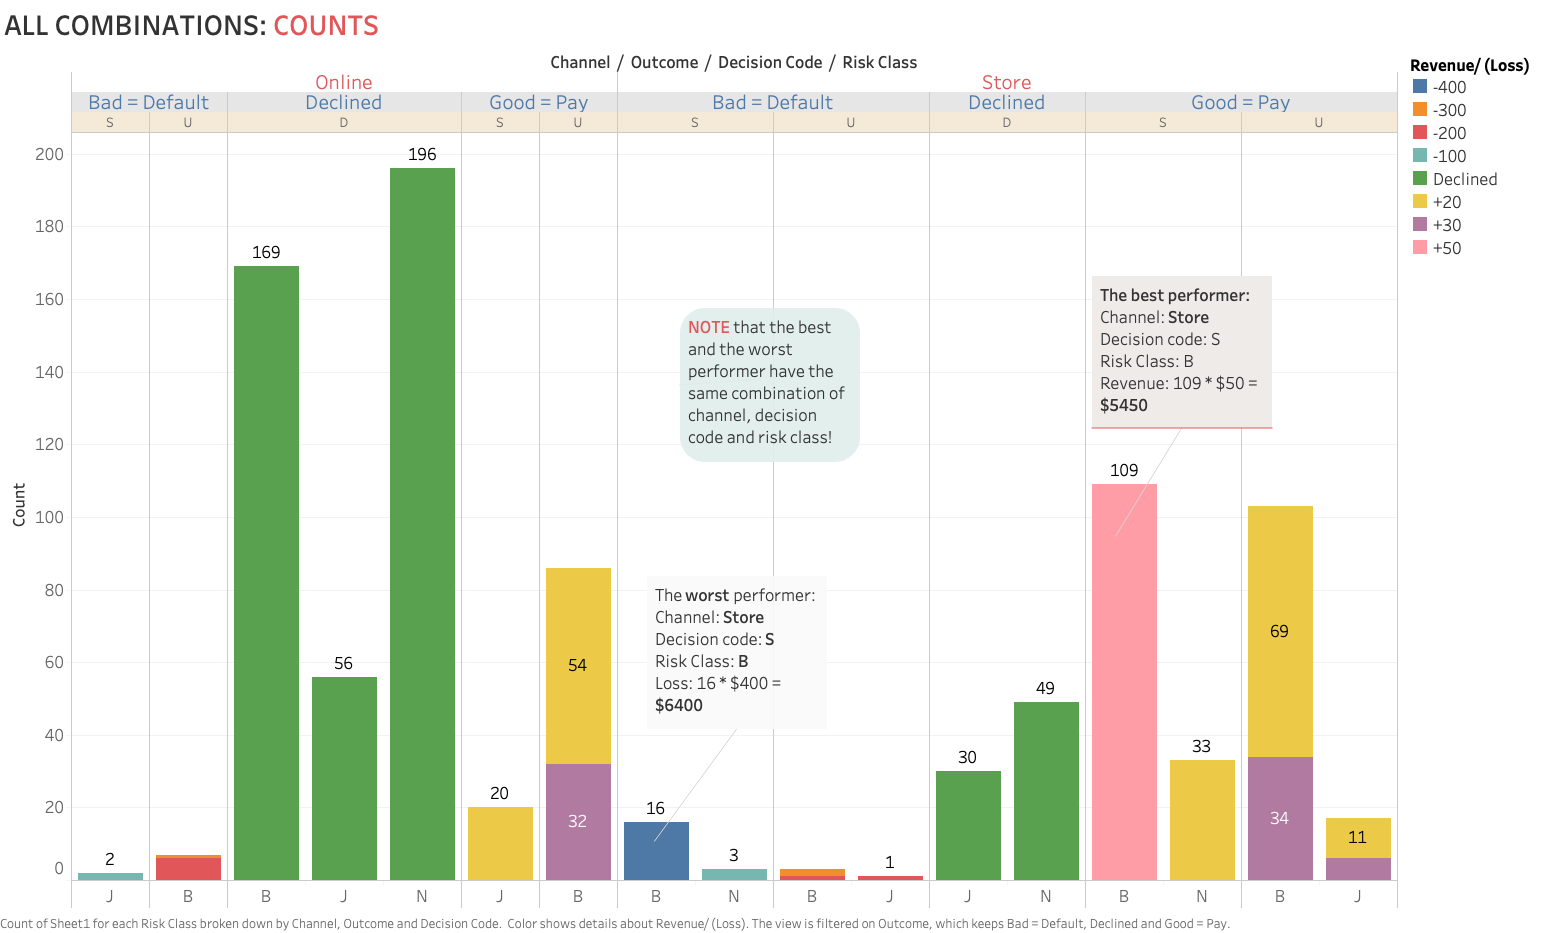 ALL COMBINATIONS: COUNTS
Channel / Outcome / Decision Code / Risk Class
Online Store
Bad = Default Declined Good = Pay Bad = Default Declined Good = Pay
S U D S U S U D S U
Revenue/ (Loss)
-400
-300
-200
-100
Declined
+20
+30
+50
Count
200
180
160
140
120
100
80
60
40
20
0
2
169
56
196
20
54
32
16
3
1
30
49
109
33
69
34
11
NOTE that the best
and the worst
performer have the
same combination of
channel, decision
code and risk class!
The worst performer:
Channel: Store
Decision code: S
Risk Class: B
Loss: 16 * $400 =
$6400
The best performer:
Channel: Store
Decision code: S
Risk Class: B
Revenue: 109 * $50 =
$5450
J B B J N J B B N B J J N B N B J
Count of Sheet1 for each Risk Class broken down by Channel, Outcome and Decision Code. Color shows details about Revenue/ (Loss). The view is filtered on Outcome, which keeps Bad = Default, Declined and Good = Pay.